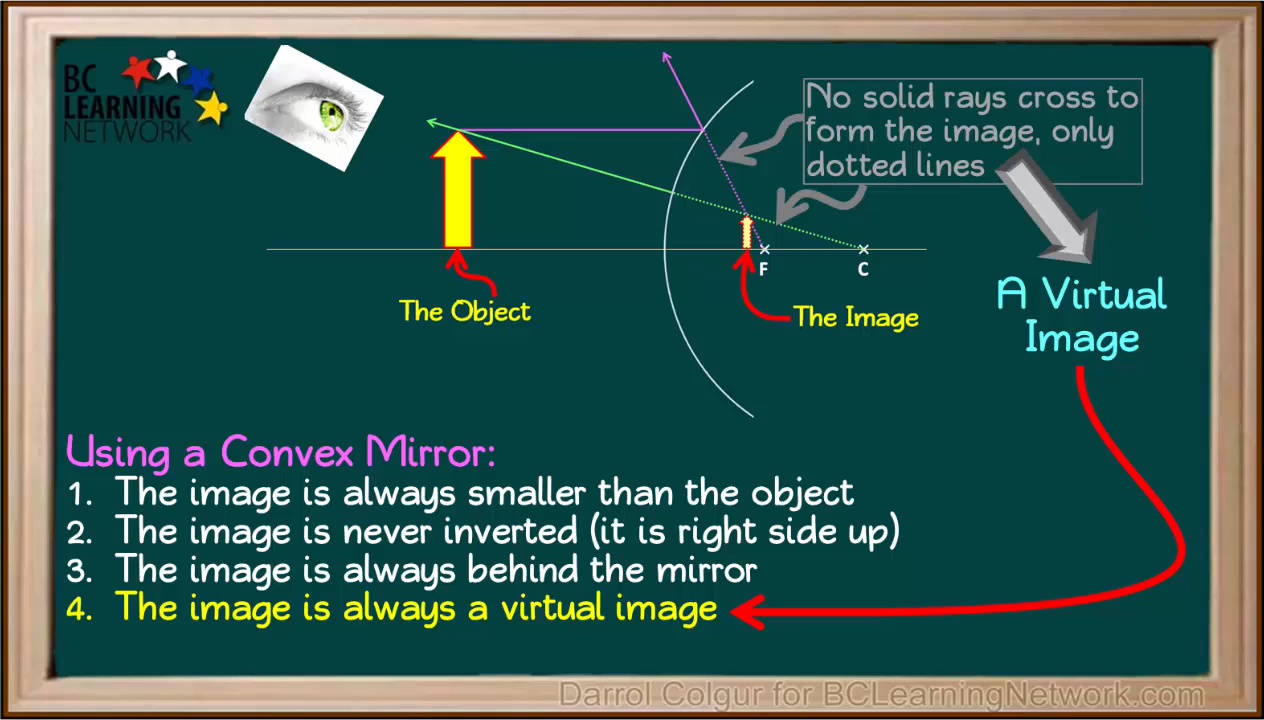 BC
LEARNING
NETWORK
No solid rays cross to
form the image, only
dotted lines
F
C
The Object
The Image
A Virtual
Image
Using a Convex Mirror:
1. The image is always smaller than the object
2. The image is never inverted (it is right side up)
3. The image is always behind the mirror
4. The image is always a virtual image
Darrol Colgur for BCLearningNetwork.com